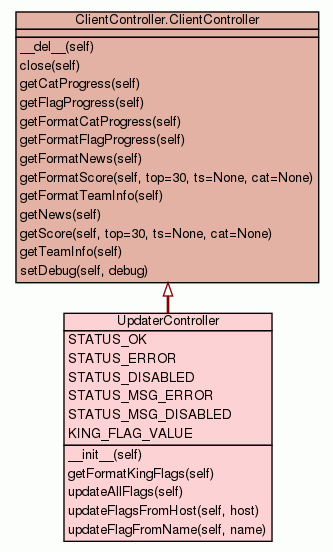 ClientController.ClientController
__del__(self)
close(self)
getCatProgress(self)
getFlagProgress(self)
getFormatCatProgress(self)
getFormatFlagProgress(self)
getFormatNews(self)
getFormatScore(self, top=30, ts=None, cat=None)
getFormatTeamInfo(self)
getNews(self)
getScore(self, top=30, ts=None, cat=None)
getTeamInfo(self)
setDebug(self, debug)
UpdaterController
STATUS_OK
STATUS_ERROR
STATUS_DISABLED
STATUS_MSG_ERROR
STATUS_MSG_DISABLED
KING_FLAG_VALUE
__init__(self)
getFormatKingFlags(self)
updateAllFlags(self)
updateFlagsFromHost(self, host)
updateFlagFromName(self, name)